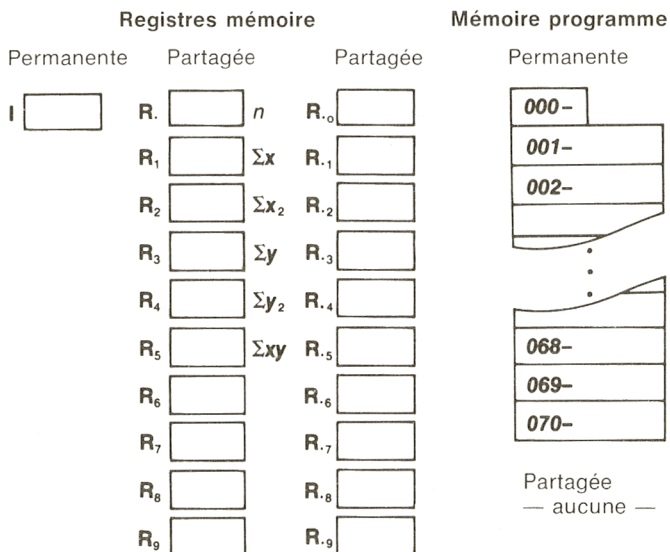 Registres mémoire Mémoire programme
Permanente Partagée Partagée Permanente
I R. n R.₀ 000–
R₁ Σx R.₁ 001–
R₂ Σx₂ R.₂ 002–
R₃ Σy R.₃
R₄ Σy₂ R.₄
R₅ Σxy R.₅ 068–
R₆ R.₆ 069–
R₇ R.₇ 070–
R₈ R.₈ Partagée
— aucune —
R₉ R.₉